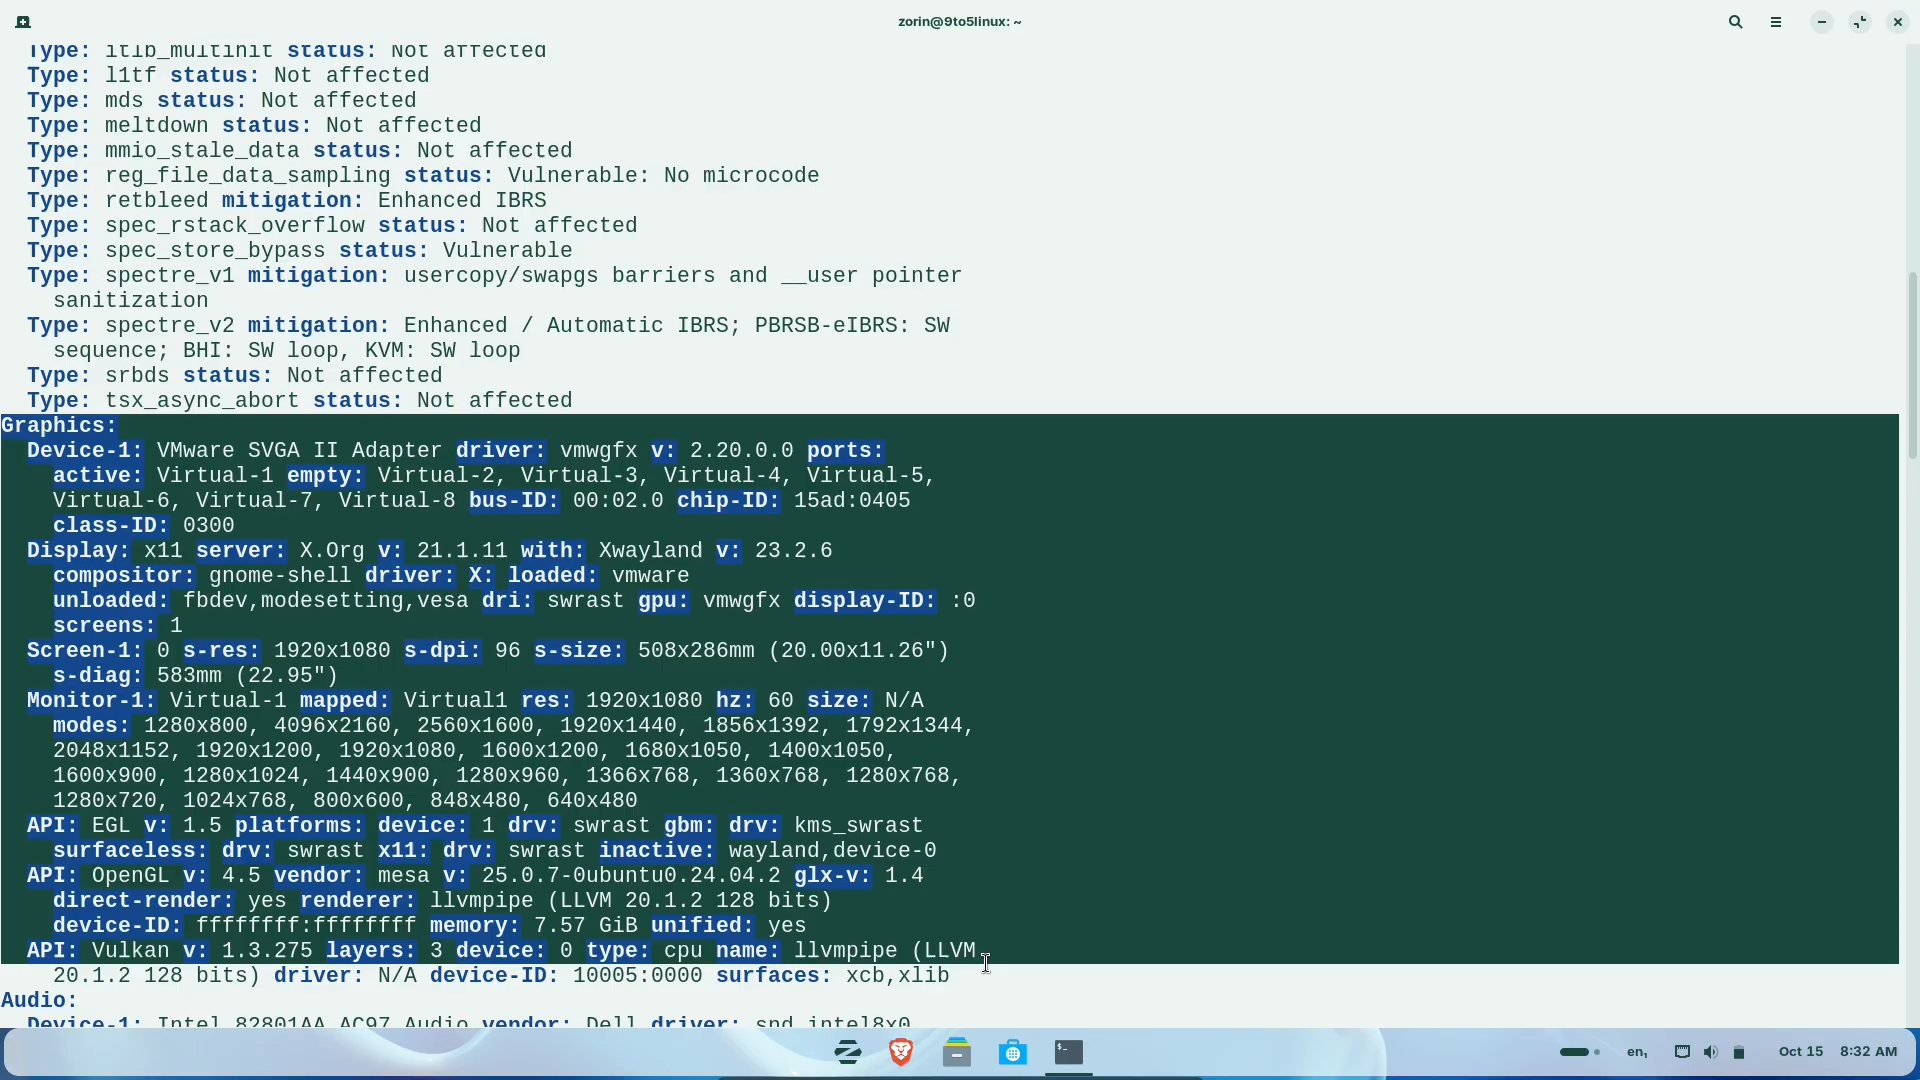 zorin@9to5linux: ~
Type: itlb_multihit status: Not affected
Type: l1tf status: Not affected
Type: mds status: Not affected
Type: meltdown status: Not affected
Type: mmio_stale_data status: Not affected
Type: reg_file_data_sampling status: Vulnerable: No microcode
Type: retbleed mitigation: Enhanced IBRS
Type: spec_rstack_overflow status: Not affected
Type: spec_store_bypass status: Vulnerable
Type: spectre_v1 mitigation: usercopy/swapgs barriers and __user pointer
sanitization
Type: spectre_v2 mitigation: Enhanced / Automatic IBRS; PBRSB-eIBRS: SW
sequence; BHI: SW loop, KVM: SW loop
Type: srbds status: Not affected
Type: tsx_async_abort status: Not affected
Graphics:
Device-1: VMware SVGA II Adapter driver: vmwgfx v: 2.20.0.0 ports:
active: Virtual-1 empty: Virtual-2, Virtual-3, Virtual-4, Virtual-5,
Virtual-6, Virtual-7, Virtual-8 bus-ID: 00:02.0 chip-ID: 15ad:0405
class-ID: 0300
Display: x11 server: X.Org v: 21.1.11 with: Xwayland v: 23.2.6
compositor: gnome-shell driver: X: loaded: vmware
unloaded: fbdev,modesetting,vesa dri: swrast gpu: vmwgfx display-ID: :0
screens: 1
Screen-1: 0 s-res: 1920x1080 s-dpi: 96 s-size: 508x286mm (20.00x11.26")
s-diag: 583mm (22.95")
Monitor-1: Virtual-1 mapped: Virtual1 res: 1920x1080 hz: 60 size: N/A
modes: 1280x800, 4096x2160, 2560x1600, 1920x1440, 1856x1392, 1792x1344,
2048x1152, 1920x1200, 1920x1080, 1600x1200, 1680x1050, 1400x1050,
1600x900, 1280x1024, 1440x900, 1280x960, 1366x768, 1360x768, 1280x768,
1280x720, 1024x768, 800x600, 848x480, 640x480
API: EGL v: 1.5 platforms: device: 1 drv: swrast gbm: drv: kms_swrast
surfaceless: drv: swrast x11: drv: swrast inactive: wayland,device-0
API: OpenGL v: 4.5 vendor: mesa v: 25.0.7-0ubuntu0.24.04.2 glx-v: 1.4
direct-render: yes renderer: llvmpipe (LLVM 20.1.2 128 bits)
device-ID: ffffffff:ffffffff memory: 7.57 GiB unified: yes
API: Vulkan v: 1.3.275 layers: 3 device: 0 type: cpu name: llvmpipe (LLVM
20.1.2 128 bits) driver: N/A device-ID: 10005:0000 surfaces: xcb,xlib
Audio:
Device-1: Intel 82801AA AC97 Audio vendor: Dell driver: snd_intel8x0
en, Oct 15 8:32 AM